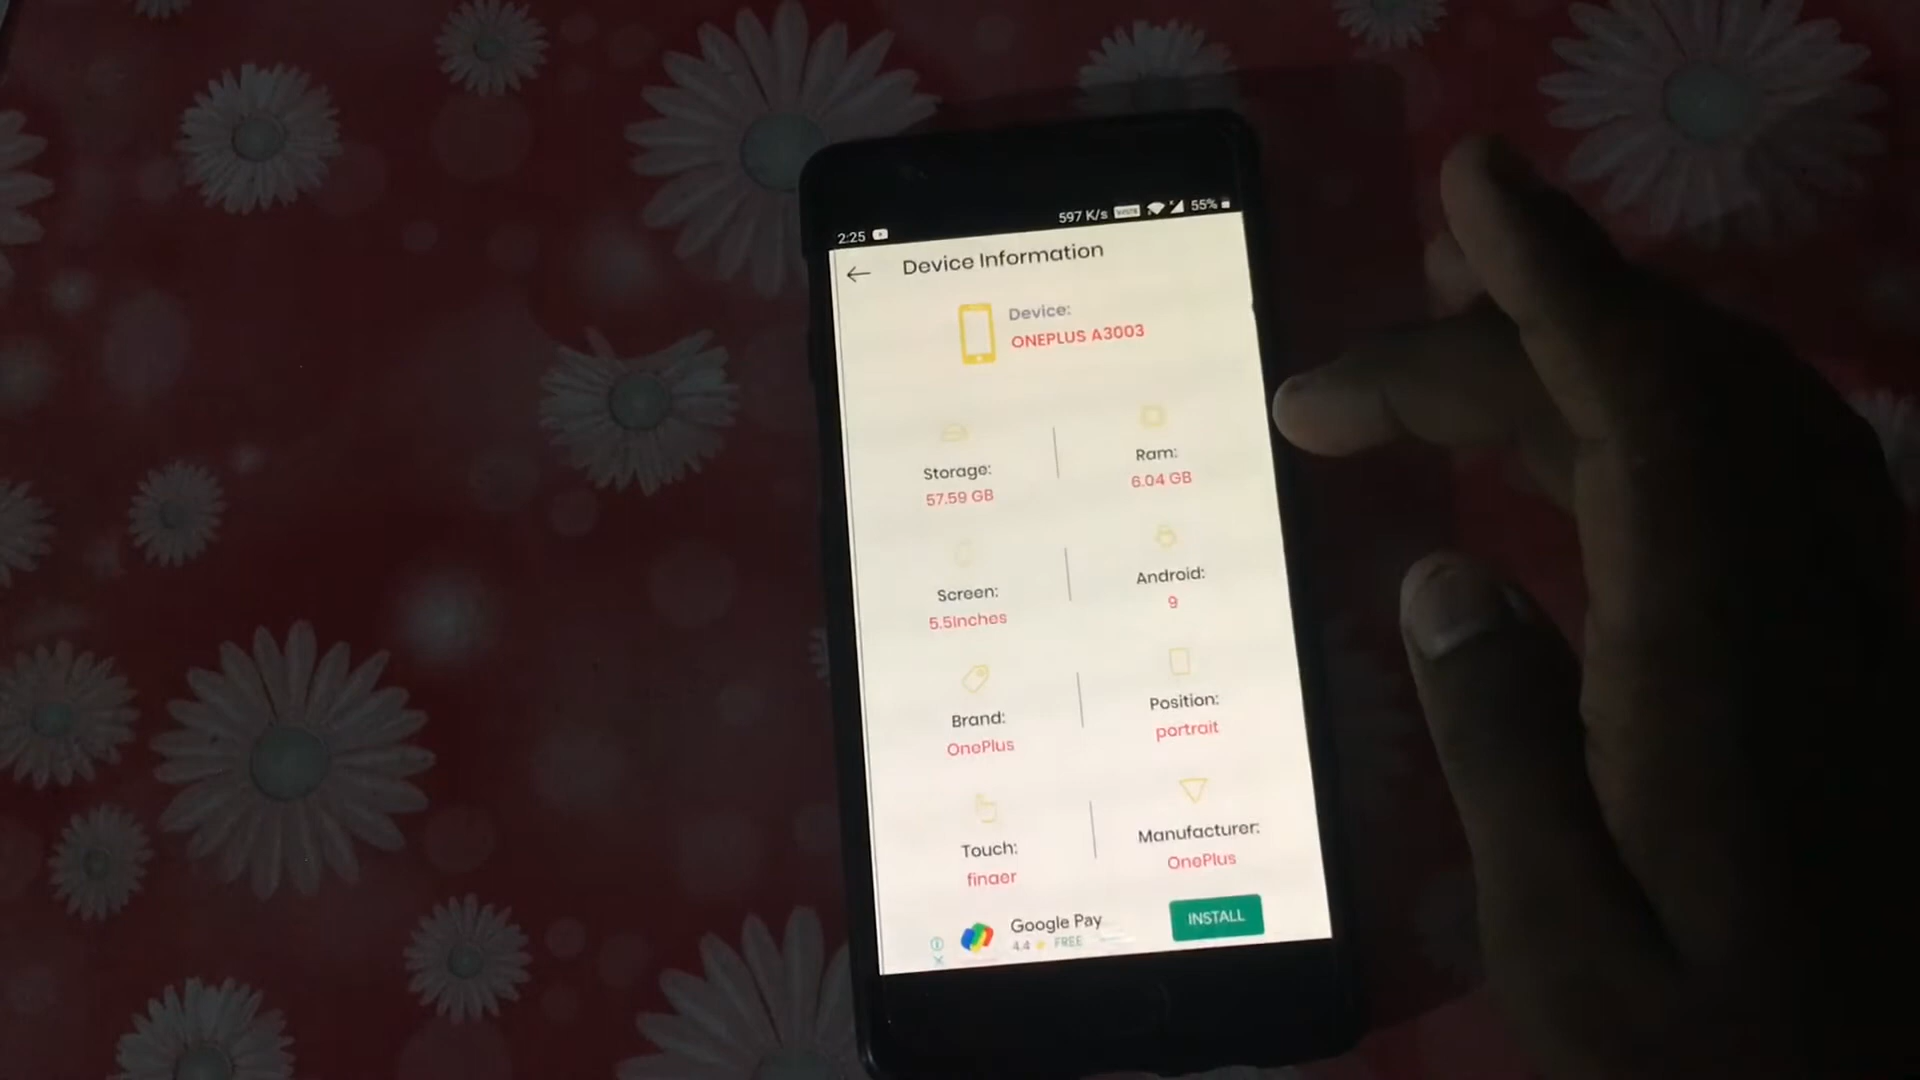 2:25 597 K/s 55%
Device Information
Device:
ONEPLUS A3003
Storage: Ram:
57.59 GB 6.04 GB
Screen: Android:
5.5Inches 9
Brand: Position:
OnePlus portrait
Touch: Manufacturer:
finger OnePlus
Google Pay INSTALL
4.4 FREE